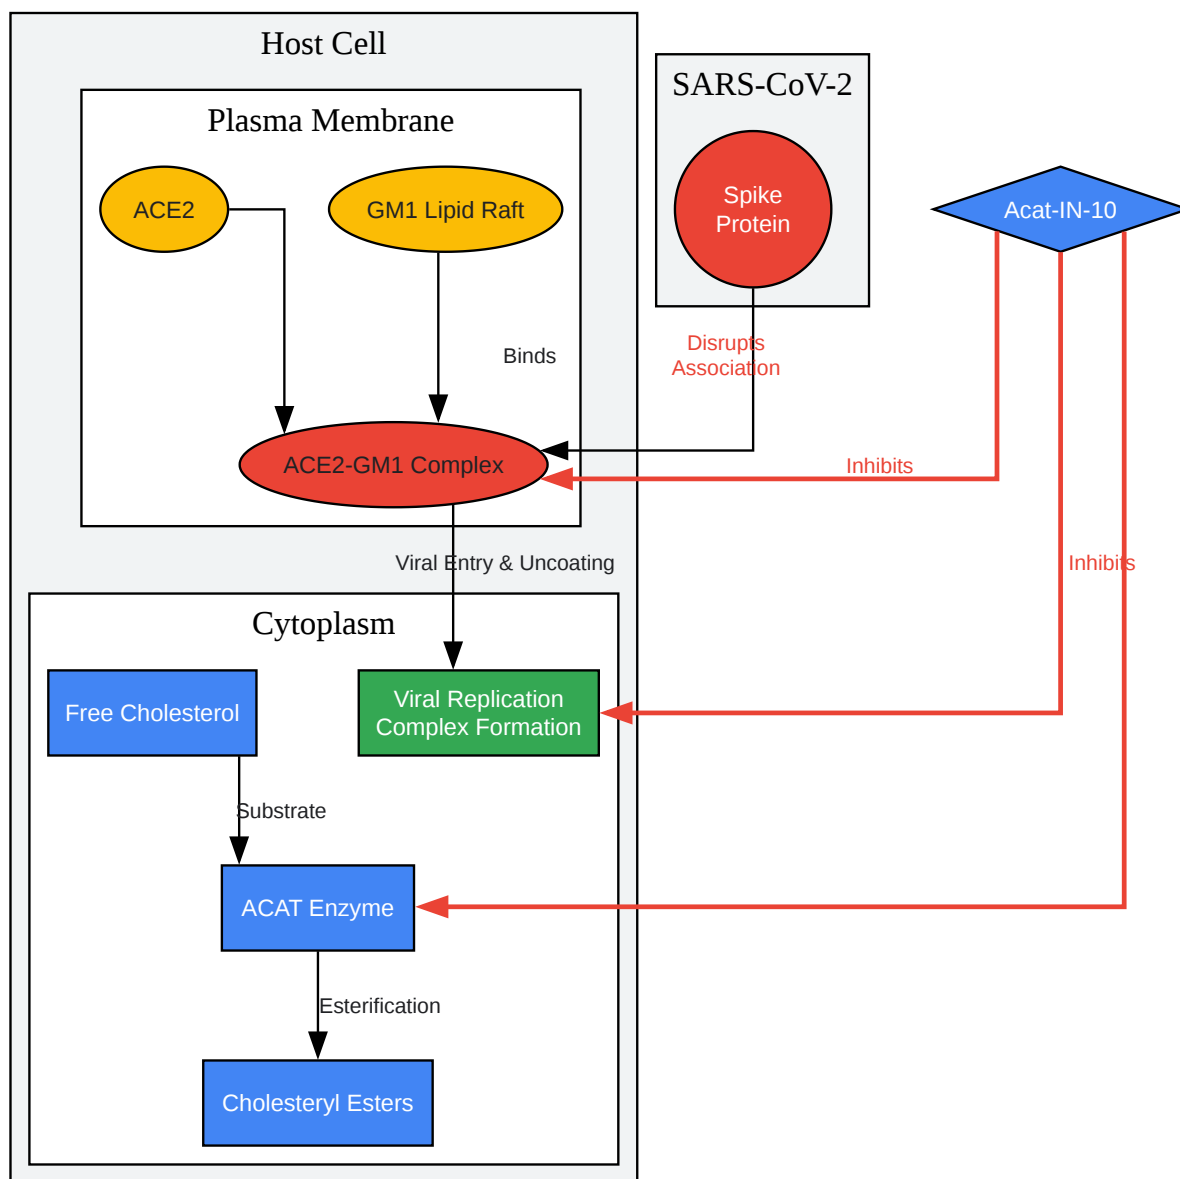 Host Cell
SARS-CoV-2
Plasma Membrane
ACE2
GM1 Lipid Raft
Spike
Protein
Acat-IN-10
Binds
Disrupts
Association
ACE2-GM1 Complex
Inhibits
Viral Entry & Uncoating
Inhibits
Cytoplasm
Free Cholesterol
Viral Replication
Complex Formation
Substrate
ACAT Enzyme
Esterification
Cholesteryl Esters